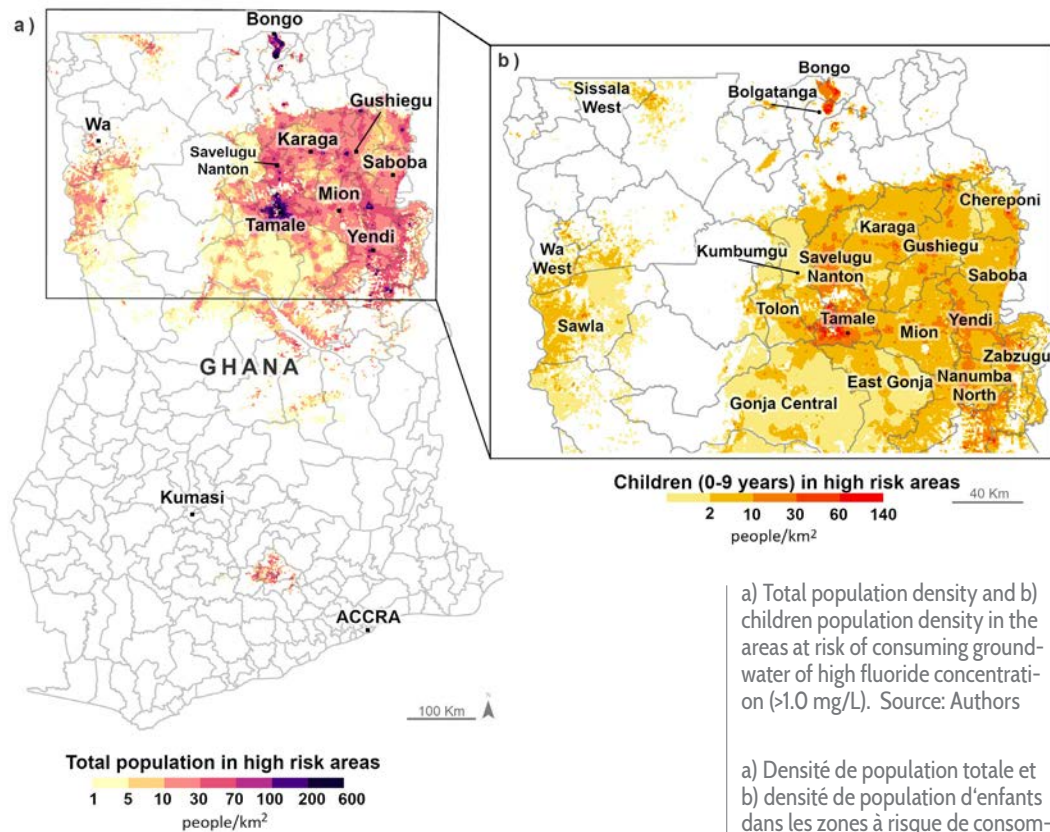 a)
Bongo
Gushiegu
Wa
Karaga
Savelugu
Nanton
Saboba
Mion
Tamale
Yendi
GHANA
Kumasi
ACCRA
100 Km
N
Total population in high risk areas
1 5 10 30 70 100 200 600
people/km²
b)
Bongo
Sissala
West
Bolgatanga
Chereponi
Karaga
Wa
West
Kumbumgu
Savelugu
Nanton
Gushiegu
Saboba
Tolon
Tamale
Sawla
Mion
Yendi
Zabzugu
East Gonja
Nanumba
North
Gonja Central
Children (0-9 years) in high risk areas
2 10 30 60 140
people/km²
40 Km
a) Total population density and b)
children population density in the
areas at risk of consuming ground-
water of high fluoride concentrati-
on (>1.0 mg/L). Source: Authors
a) Densité de population totale et
b) densité de population d'enfants
dans les zones à risque de consom-